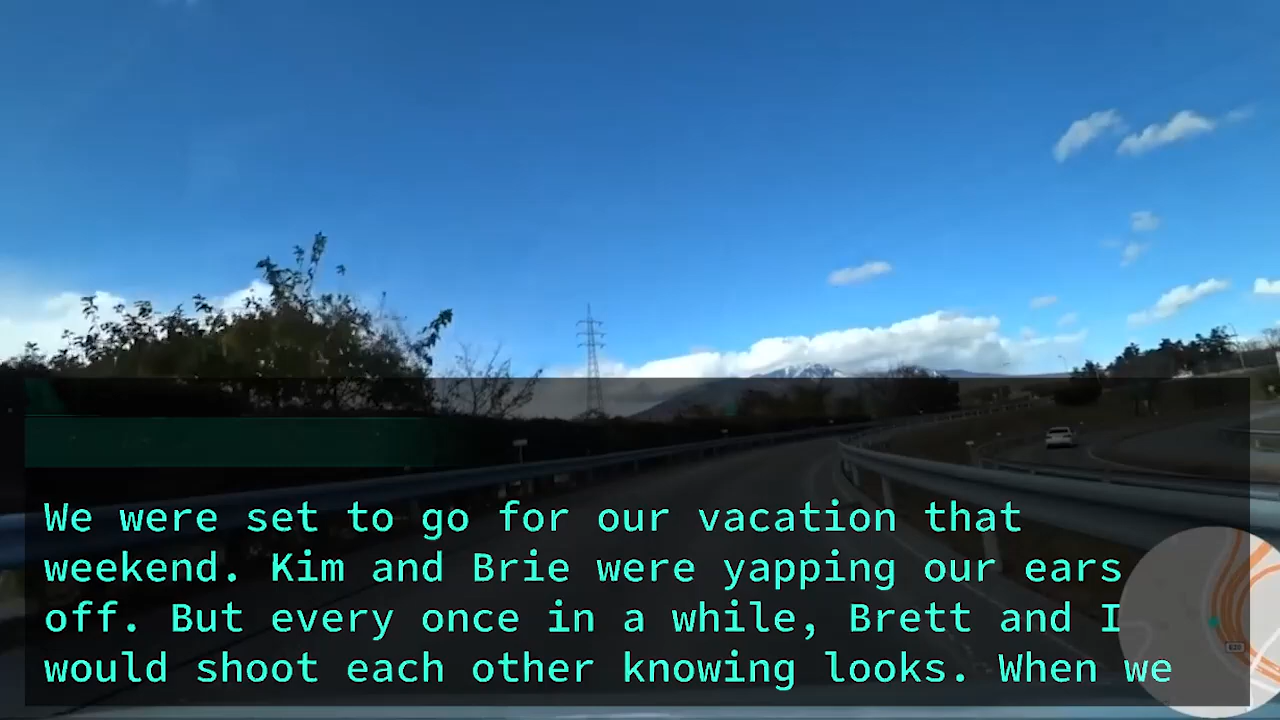 We were set to go for our vacation that
weekend. Kim and Brie were yapping our ears
off. But every once in a while, Brett and I
would shoot each other knowing looks. When we